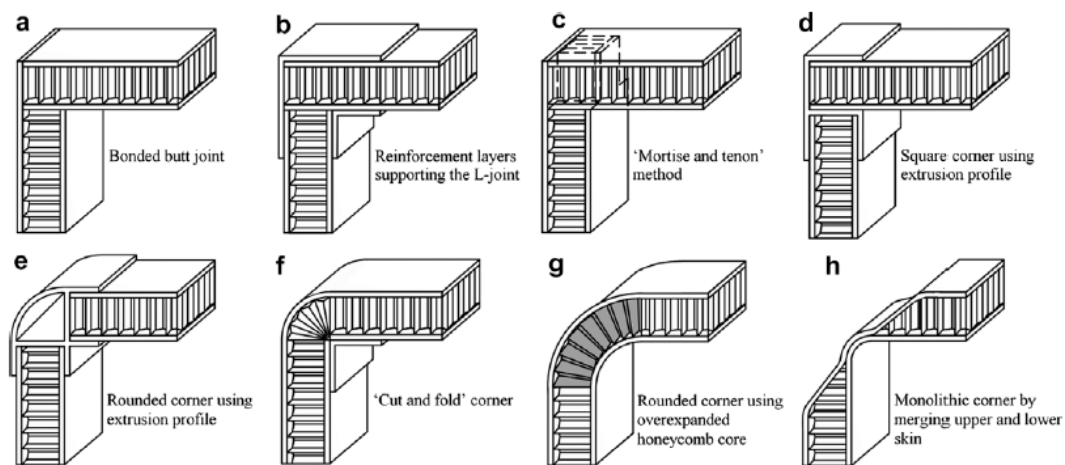 a
Bonded butt joint
b
Reinforcement layers
supporting the L-joint
c
‘Mortise and tenon’
method
d
Square corner using
extrusion profile
e
Rounded corner using
extrusion profile
f
‘Cut and fold’ corner
g
Rounded corner using
overexpanded
honeycomb core
h
Monolithic corner by
merging upper and lower
skin